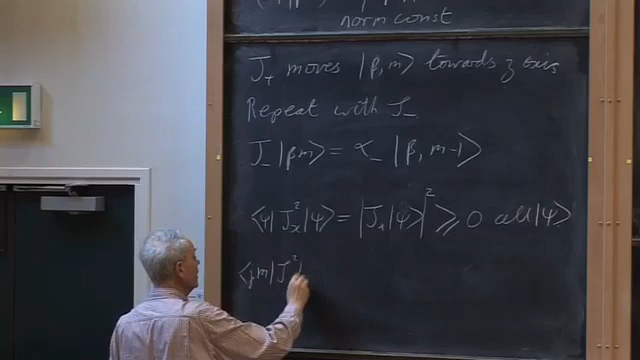 norm const
J₊ moves |β,m⟩ towards z axis
Repeat with J₋
J₋|βm⟩ = α₋ |β, m-1⟩
⟨ψ|Jₓ²|ψ⟩ = |Jₓ|ψ⟩|² ⩾ 0 all |ψ⟩
⟨βm|J²|